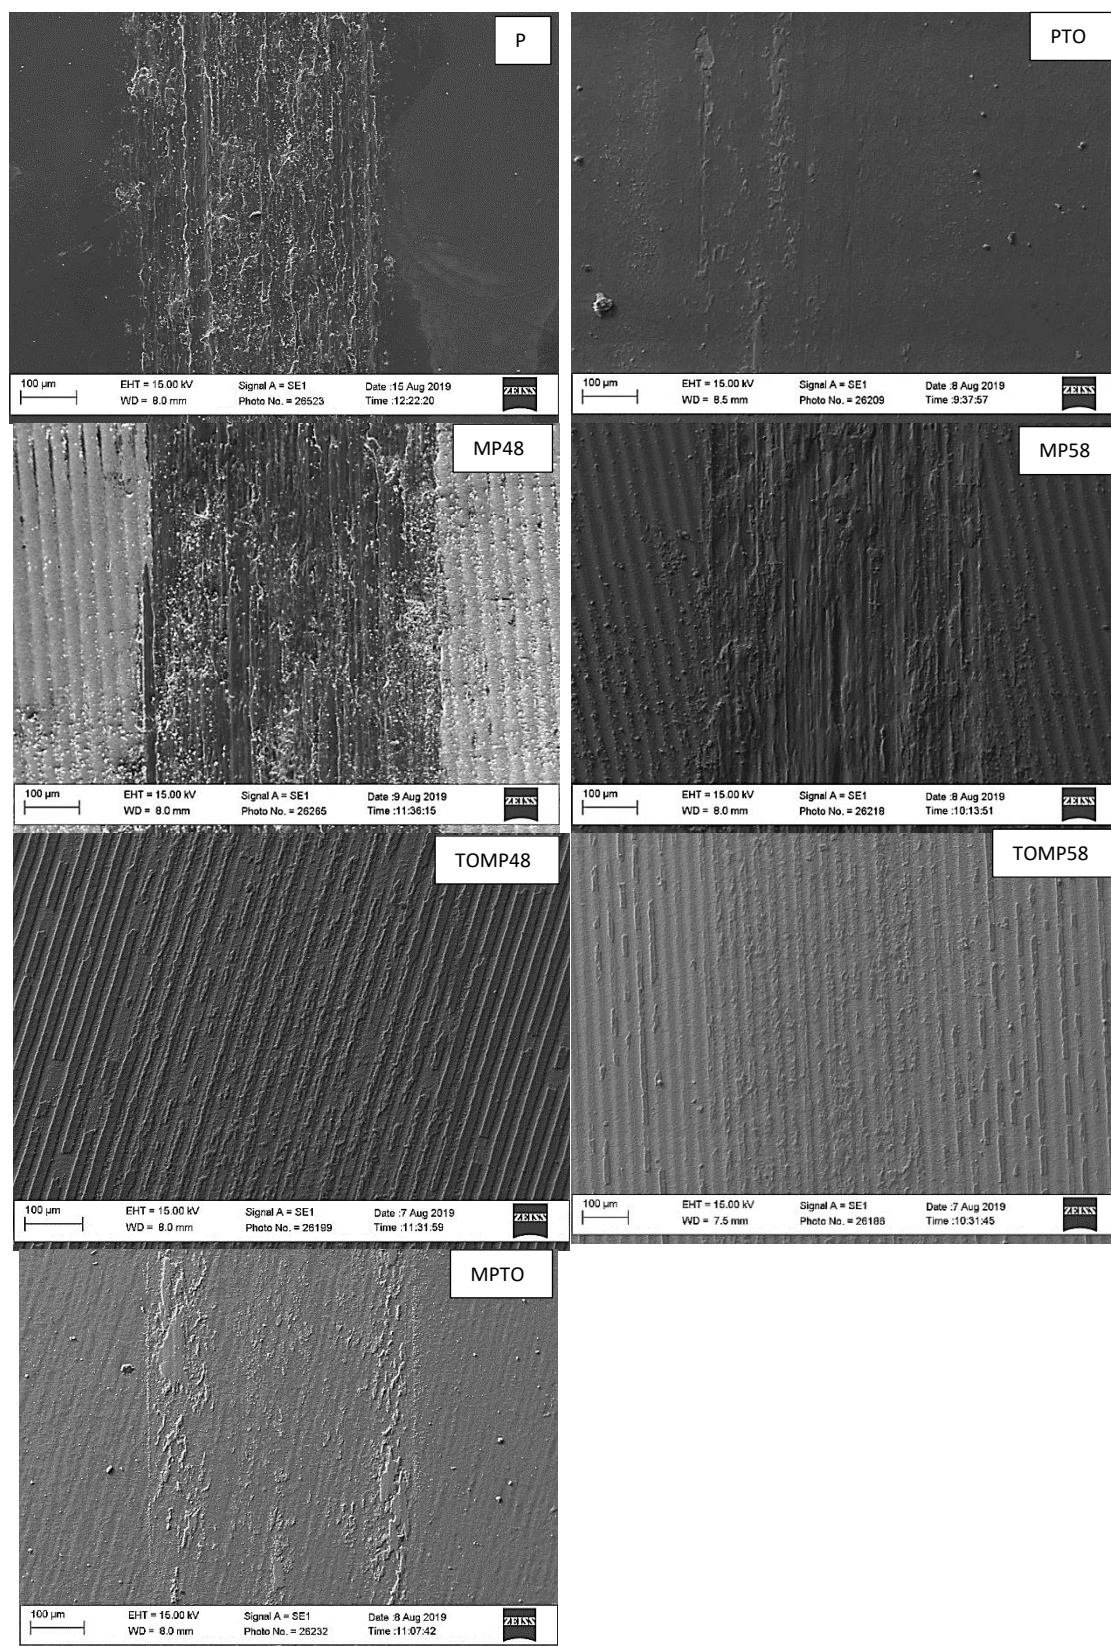 P
PTO
100 µm
EHT = 15.00 kV
Signal A = SE1
Date :15 Aug 2019
WD = 8.0 mm
Photo No. = 26523
Time :12:22:20
ZEISS
100 µm
EHT = 15.00 kV
Signal A = SE1
Date :8 Aug 2019
WD = 8.5 mm
Photo No. = 26209
Time :9:37:57
ZEISS
MP48
MP58
100 µm
EHT = 15.00 kV
Signal A = SE1
Date :9 Aug 2019
WD = 8.0 mm
Photo No. = 26265
Time :11:36:15
ZEISS
100 µm
EHT = 15.00 kV
Signal A = SE1
Date :8 Aug 2019
WD = 8.0 mm
Photo No. = 26218
Time :10:13:51
ZEISS
TOMP48
TOMP58
100 µm
EHT = 15.00 kV
Signal A = SE1
Date :7 Aug 2019
WD = 8.0 mm
Photo No. = 26199
Time :11:31:59
ZEISS
100 µm
EHT = 15.00 kV
Signal A = SE1
Date :7 Aug 2019
WD = 7.5 mm
Photo No. = 26186
Time :10:31:45
ZEISS
MPTO
100 µm
EHT = 15.00 kV
Signal A = SE1
Date :8 Aug 2019
WD = 8.0 mm
Photo No. = 26232
Time :11:07:42
ZEISS